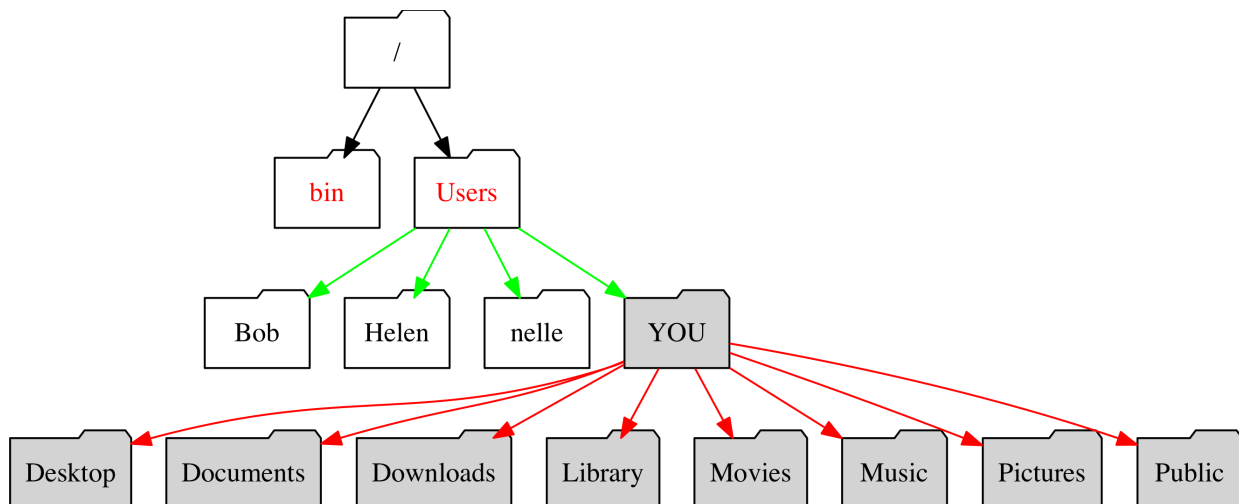 /
bin
Users
Bob
Helen
nelle
YOU
Desktop
Documents
Downloads
Library
Movies
Music
Pictures
Public